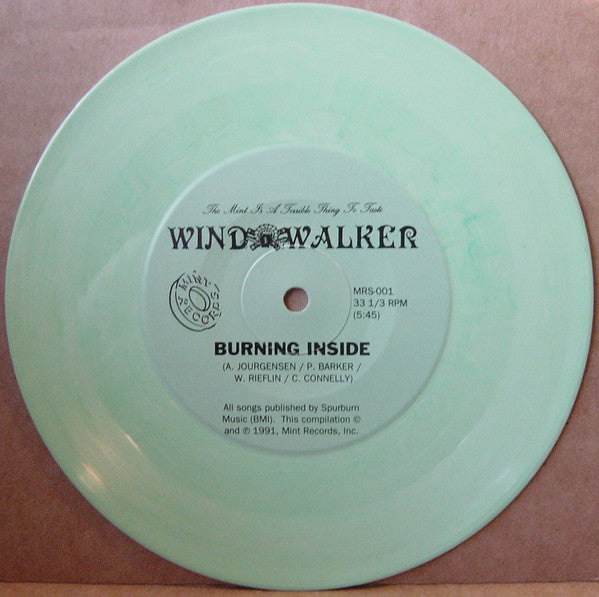 The Mint Is A Terrible Thing To Taste
WIND WALKER
MINT
RECORDS
MRS-001
33 1/3 RPM
(5:45)
BURNING INSIDE
(A. JOURGENSEN / P. BARKER /
W. RIEFLIN / C. CONNELLY)
All songs published by Spurburn
Music (BMI). This compilation ©
and ℗ 1991, Mint Records, Inc.